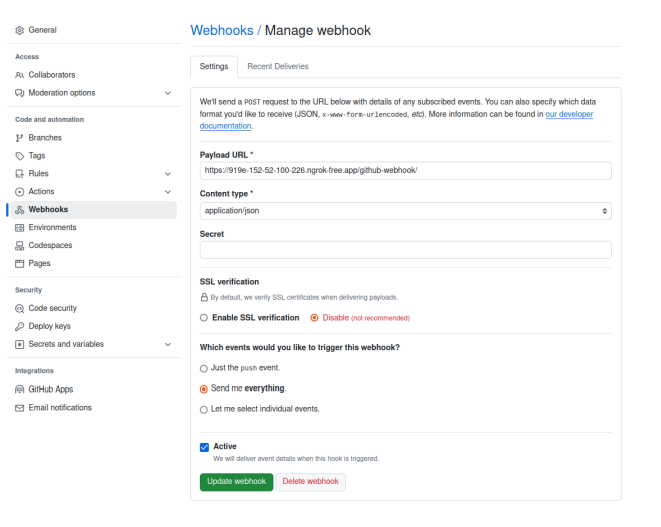 General
Access
Collaborators
Moderation options
Code and automation
Branches
Tags
Rules
Actions
Webhooks
Environments
Codespaces
Pages
Security
Code security
Deploy keys
Secrets and variables
Integrations
GitHub Apps
Email notifications
Webhooks / Manage webhook
Settings
Recent Deliveries
We'll send a POST request to the URL below with details of any subscribed events. You can also specify which data
format you'd like to receive (JSON, x-www-form-urlencoded, etc). More information can be found in our developer
documentation.
Payload URL *
https://919e-152-52-100-226.ngrok-free.app/github-webhook/
Content type *
application/json
Secret
SSL verification
By default, we verify SSL certificates when delivering payloads.
Enable SSL verification
Disable (not recommended)
Which events would you like to trigger this webhook?
Just the push event.
Send me everything.
Let me select individual events.
Active
We will deliver event details when this hook is triggered.
Update webhook
Delete webhook